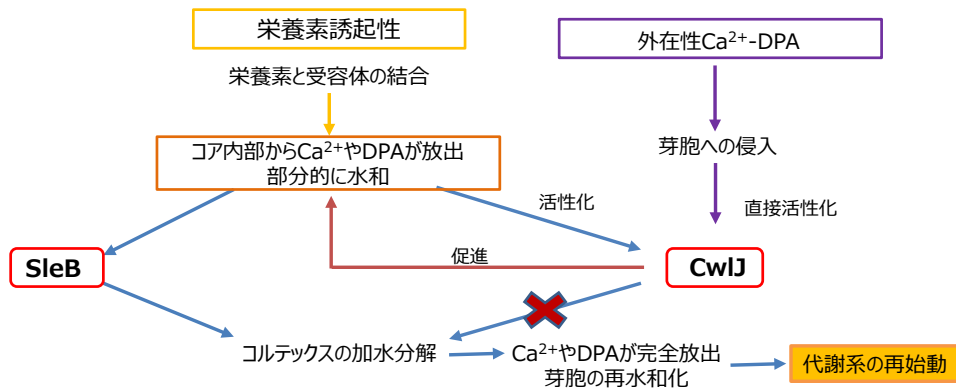 栄養素誘起性
外在性Ca²⁺-DPA
栄養素と受容体の結合
コア内部からCa²⁺やDPAが放出
部分的に水和
芽胞への侵入
活性化
直接活性化
促進
SleB
CwlJ
コルテックスの加水分解
Ca²⁺やDPAが完全放出
芽胞の再水和化
代謝系の再始動